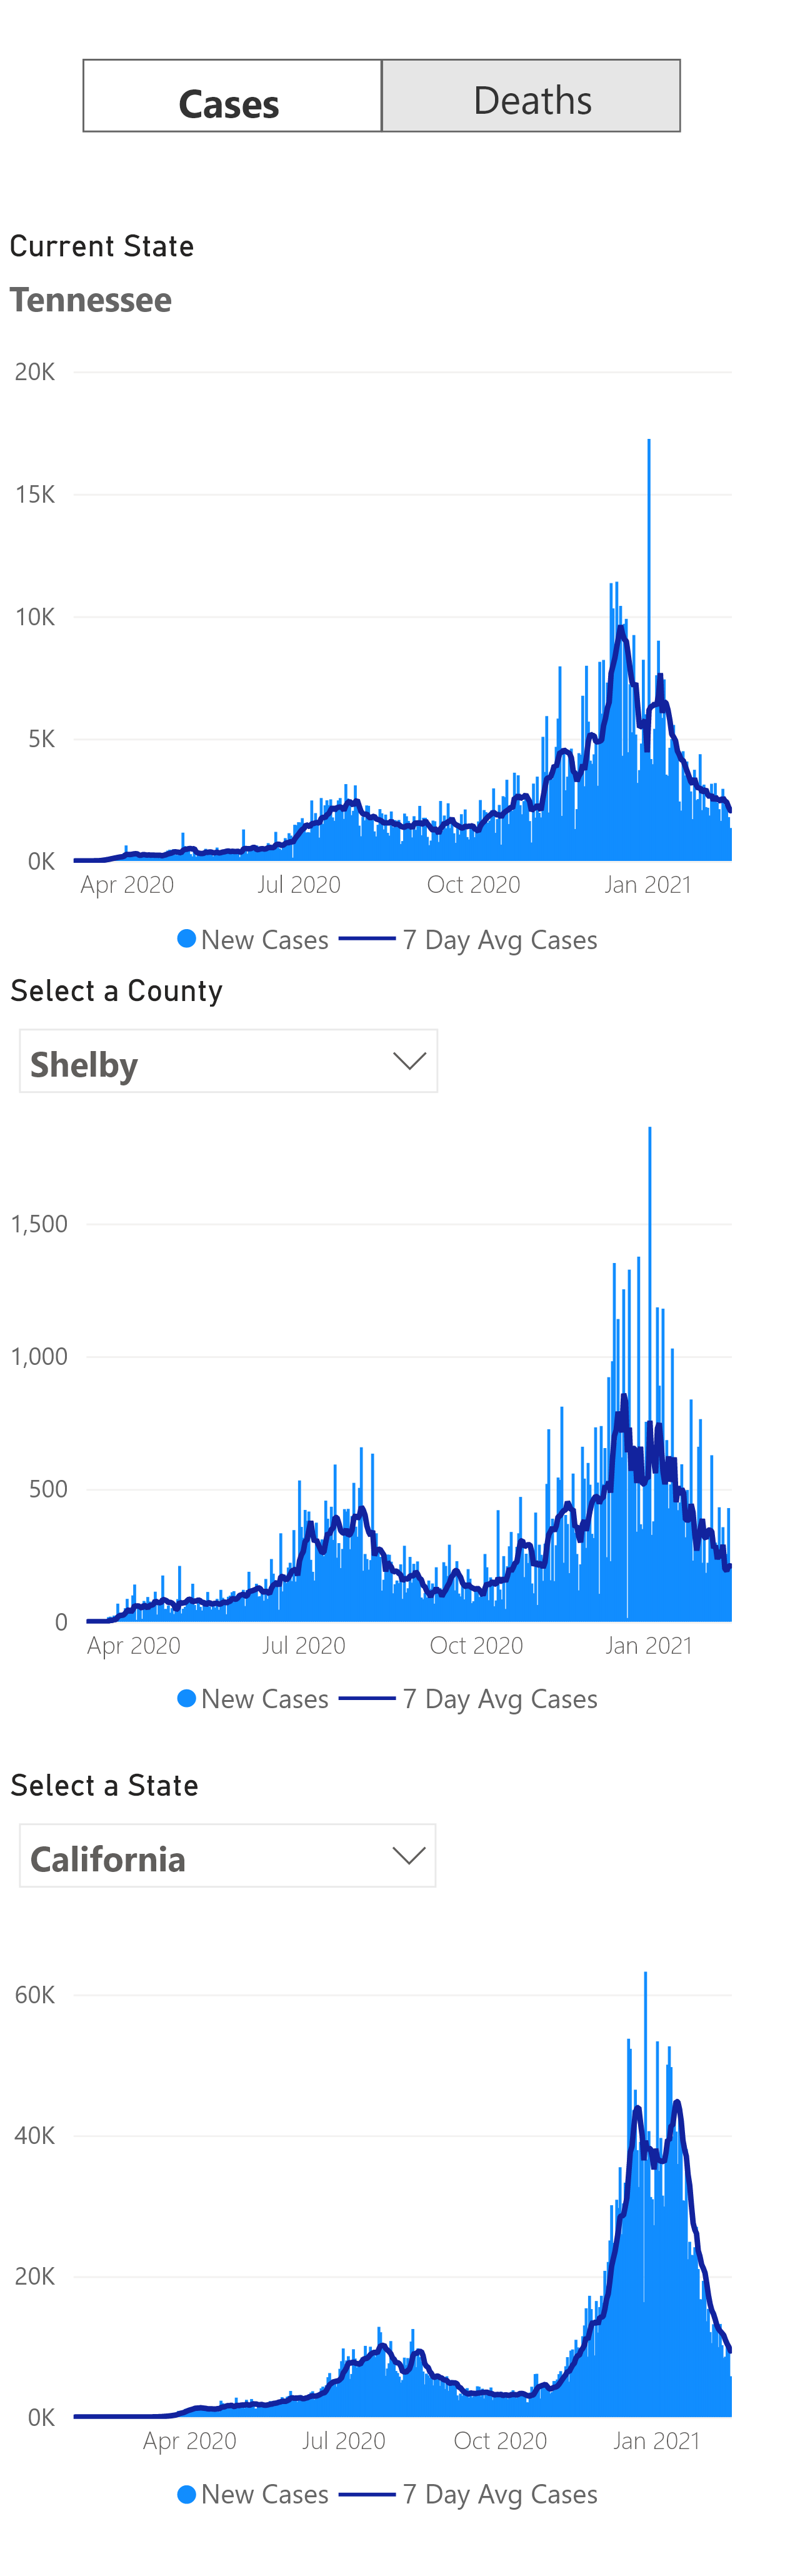 Cases Deaths
Current State
Tennessee
20K
15K
10K
5K
0K
Apr 2020 Jul 2020 Oct 2020 Jan 2021
New Cases 7 Day Avg Cases
Select a County
Shelby
1,500
1,000
500
0
Apr 2020 Jul 2020 Oct 2020 Jan 2021
New Cases 7 Day Avg Cases
Select a State
California
60K
40K
20K
0K
Apr 2020 Jul 2020 Oct 2020 Jan 2021
New Cases 7 Day Avg Cases